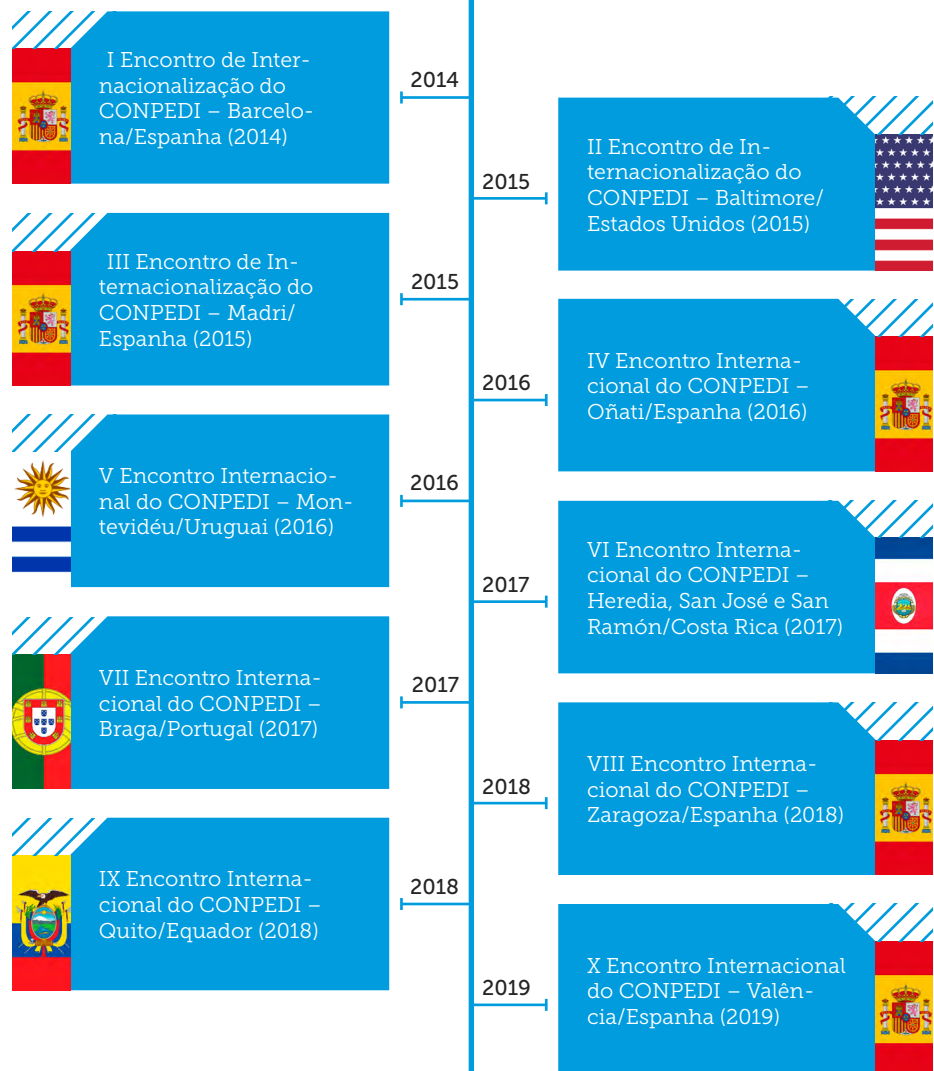 I Encontro de Inter-
nacionalização do
CONPEDI – Barcelo-
na/Espanha (2014)
2014
II Encontro de In-
ternacionalização do
CONPEDI – Baltimore/
Estados Unidos (2015)
2015
III Encontro de In-
ternacionalização do
CONPEDI – Madri/
Espanha (2015)
2015
IV Encontro Interna-
cional do CONPEDI –
Oñati/Espanha (2016)
2016
V Encontro Internacio-
nal do CONPEDI – Mon-
tevidéu/Uruguai (2016)
2016
VI Encontro Interna-
cional do CONPEDI –
Heredia, San José e San
Ramón/Costa Rica (2017)
2017
VII Encontro Interna-
cional do CONPEDI –
Braga/Portugal (2017)
2017
VIII Encontro Interna-
cional do CONPEDI –
Zaragoza/Espanha (2018)
2018
IX Encontro Interna-
cional do CONPEDI –
Quito/Equador (2018)
2018
X Encontro Internacional
do CONPEDI – Valên-
cia/Espanha (2019)
2019